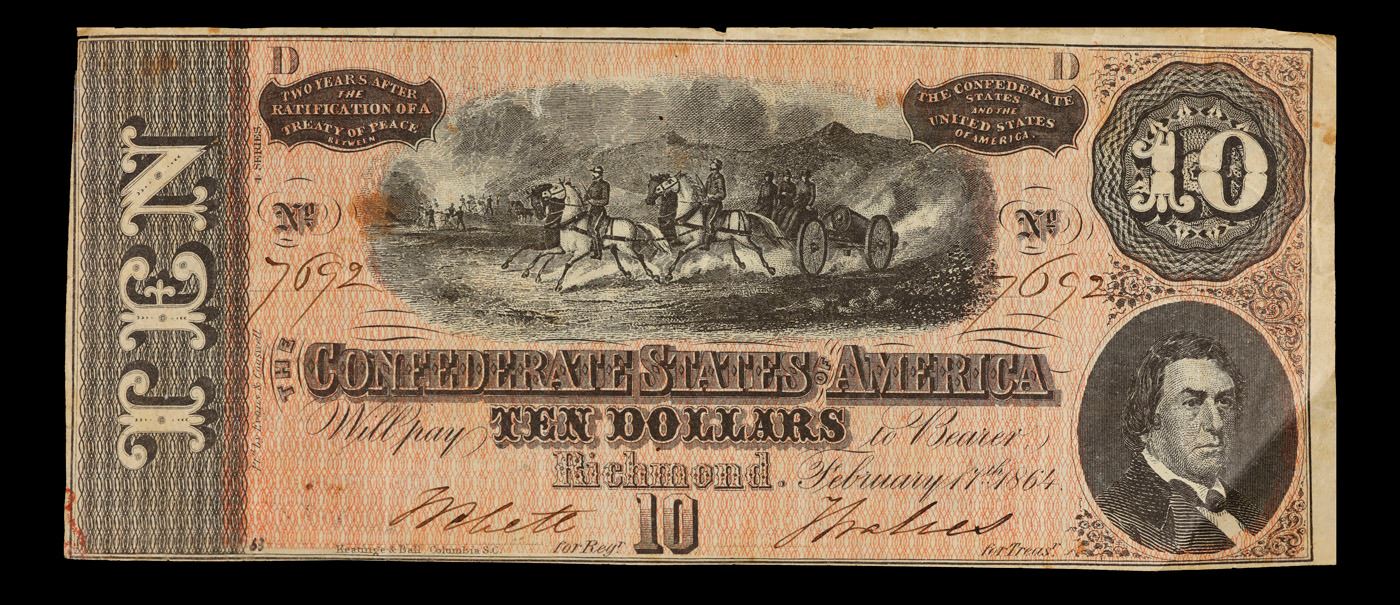 D
D
TWO YEARS AFTER
THE
RATIFICATION OF A
TREATY OF PEACE
BETWEEN
THE CONFEDERATE
STATES
AND THE
UNITED STATES
OF AMERICA.
10
TEN
SERIES.
No
No
7692
7692
THE
CONFEDERATE STATES OF AMERICA
Will pay TEN DOLLARS to Bearer
Richmond. February 17th 1864.
10
for Regr
for Treasr
63
Keatinge & Ball, Columbia S.C.